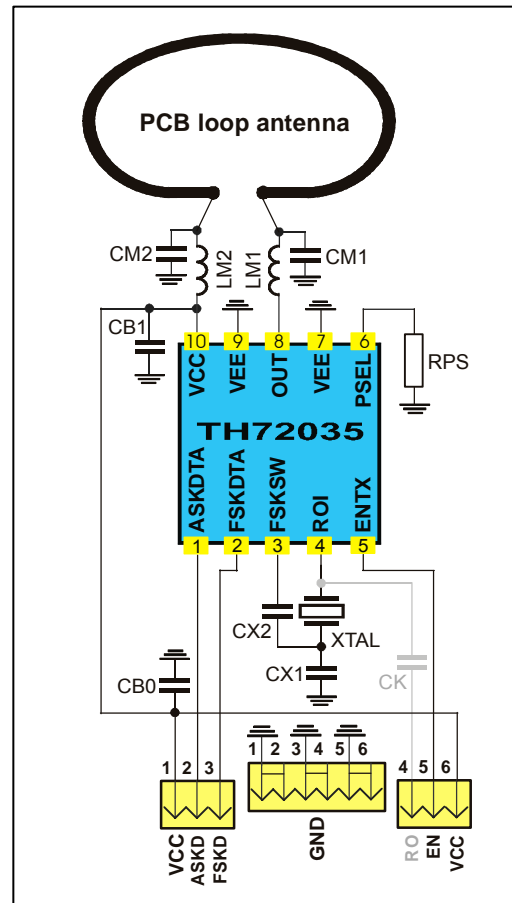 PCB loop antenna
CM2
LM2
LM1
CM1
CB1
10
9
8
7
6
RPS
VCC
VEE
OUT
VEE
PSEL
TH72035
ASKDTA
FSKDTA
FSKSW
ROI
ENTX
1
2
3
4
5
CX2
XTAL
CX1
CK
CB0
1 2 3
1 2 3 4 5 6
4 5 6
VCC
ASKD
FSKD
GND
RO
EN
VCC